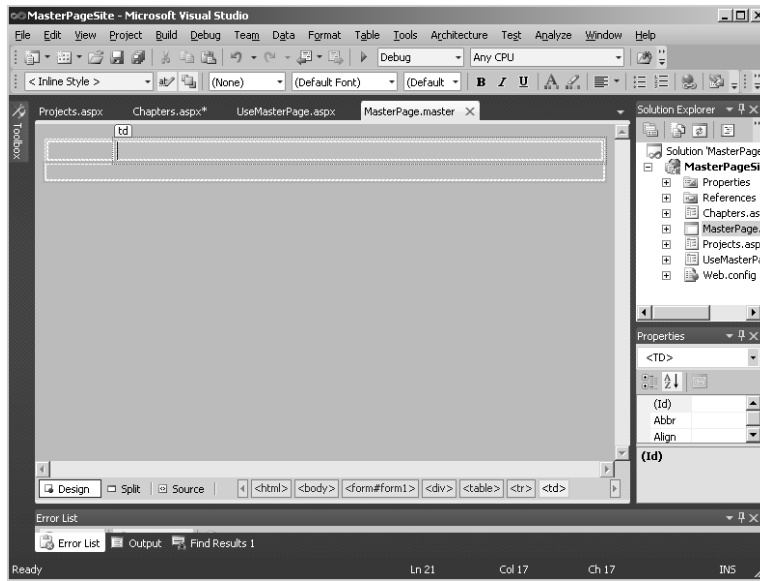 MasterPageSite - Microsoft Visual Studio
File Edit View Project Build Debug Team Data Format Table Tools Architecture Test Analyze Window Help
Debug Any CPU
< Inline Style > (None) (Default Font) (Default B I U A
Toolbox
Projects.aspx Chapters.aspx* UseMasterPage.aspx MasterPage.master
td
Solution Explorer
Solution 'MasterPage
MasterPageSi
Properties
References
Chapters.as
MasterPage.
Projects.asp
UseMasterPa
Web.config
Properties
<TD>
(Id)
Abbr
Align
(Id)
Design Split Source <html> <body> <form#form1> <div> <table> <tr> <td>
Error List
Error List Output Find Results 1
Ready Ln 21 Col 17 Ch 17 INS